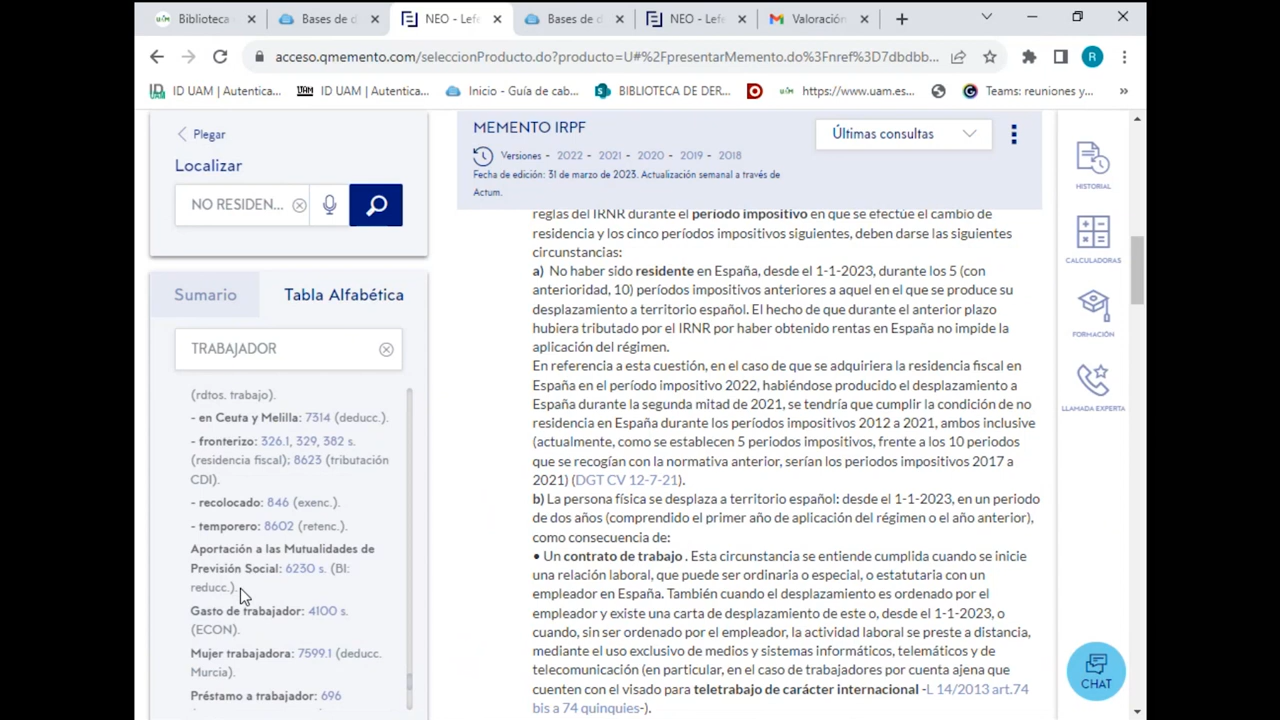 Biblioteca
Bases de d
NEO - Lef
Bases de d
NEO - Lef
Valoración
acceso.qmemento.com/seleccionProducto.do?producto=U#%2FpresentarMemento.do%3Fnref%3D7dbdbb...
ID UAM | Autentica...
ID UAM | Autentica...
Inicio - Guía de cab...
BIBLIOTECA DE DER...
https://www.uam.es...
Teams: reuniones y...
»
Plegar
Localizar
NO RESIDEN...
Sumario
Tabla Alfabética
TRABAJADOR
(rdtos. trabajo).
- en Ceuta y Melilla: 7314 (deducc.).
- fronterizo: 326.1, 329, 382 s.
(residencia fiscal); 8623 (tributación
CDI).
- recolocado: 846 (exenc.).
- temporero: 8602 (retenc.).
Aportación a las Mutualidades de
Previsión Social: 6230 s. (BI:
reducc.).
Gasto de trabajador: 4100 s.
(ECON).
Mujer trabajadora: 7599.1 (deducc.
Murcia).
Préstamo a trabajador: 696
MEMENTO IRPF
Versiones - 2022 - 2021 - 2020 - 2019 - 2018
Fecha de edición: 31 de marzo de 2023. Actualización semanal a través de
Actum.
Últimas consultas
reglas del IRNR durante el período impositivo en que se efectúe el cambio de
residencia y los cinco períodos impositivos siguientes, deben darse las siguientes
circunstancias:
a) No haber sido residente en España, desde el 1-1-2023, durante los 5 (con
anterioridad, 10) períodos impositivos anteriores a aquel en el que se produce su
desplazamiento a territorio español. El hecho de que durante el anterior plazo
hubiera tributado por el IRNR por haber obtenido rentas en España no impide la
aplicación del régimen.
En referencia a esta cuestión, en el caso de que se adquiriera la residencia fiscal en
España en el período impositivo 2022, habiéndose producido el desplazamiento a
España durante la segunda mitad de 2021, se tendría que cumplir la condición de no
residencia en España durante los períodos impositivos 2012 a 2021, ambos inclusive
(actualmente, como se establecen 5 periodos impositivos, frente a los 10 periodos
que se recogían con la normativa anterior, serían los periodos impositivos 2017 a
2021) (DGT CV 12-7-21).
b) La persona física se desplaza a territorio español: desde el 1-1-2023, en un periodo
de dos años (comprendido el primer año de aplicación del régimen o el año anterior),
como consecuencia de:
• Un contrato de trabajo . Esta circunstancia se entiende cumplida cuando se inicie
una relación laboral, que puede ser ordinaria o especial, o estatutaria con un
empleador en España. También cuando el desplazamiento es ordenado por el
empleador y existe una carta de desplazamiento de este o, desde el 1-1-2023, o
cuando, sin ser ordenado por el empleador, la actividad laboral se preste a distancia,
mediante el uso exclusivo de medios y sistemas informáticos, telemáticos y de
telecomunicación (en particular, en el caso de trabajadores por cuenta ajena que
cuenten con el visado para teletrabajo de carácter internacional -L 14/2013 art.74
bis a 74 quinquies-).
HISTORIAL
CALCULADORAS
FORMACIÓN
LLAMADA EXPERTA
CHAT